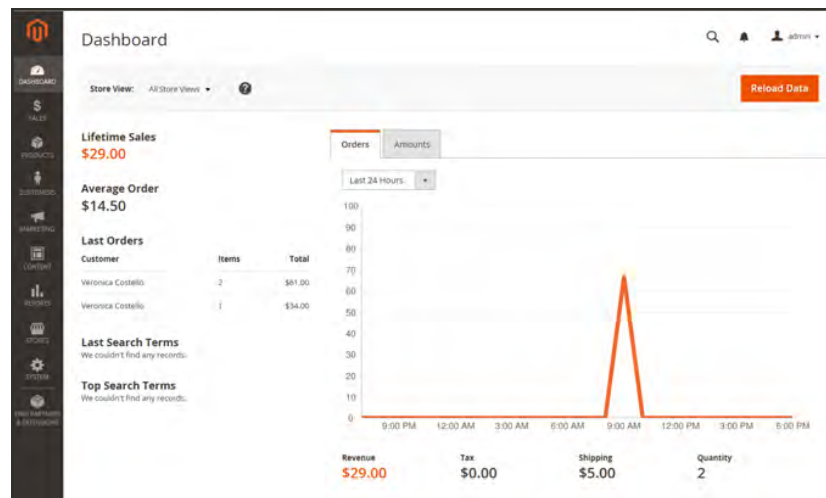 Dashboard
admin
DASHBOARD
Store View: All Store Views
?
Reload Data
$
SALES
Lifetime Sales
$29.00
PRODUCTS
Average Order
$14.50
CUSTOMERS
MARKETING
Last Orders
Customer Items Total
CONTENT
Veronica Costello 2 $61.00
REPORTS
Veronica Costello 1 $34.00
STORES
Last Search Terms
We couldn't find any records.
SYSTEM
Top Search Terms
We couldn't find any records.
FIND PARTNERS
& EXTENSIONS
Orders Amounts
Last 24 Hours
100
90
80
70
60
50
40
30
20
10
0
9:00 PM 12:00 AM 3:00 AM 6:00 AM 9:00 AM 12:00 PM 3:00 PM 6:00 PM
Revenue Tax Shipping Quantity
$29.00 $0.00 $5.00 2